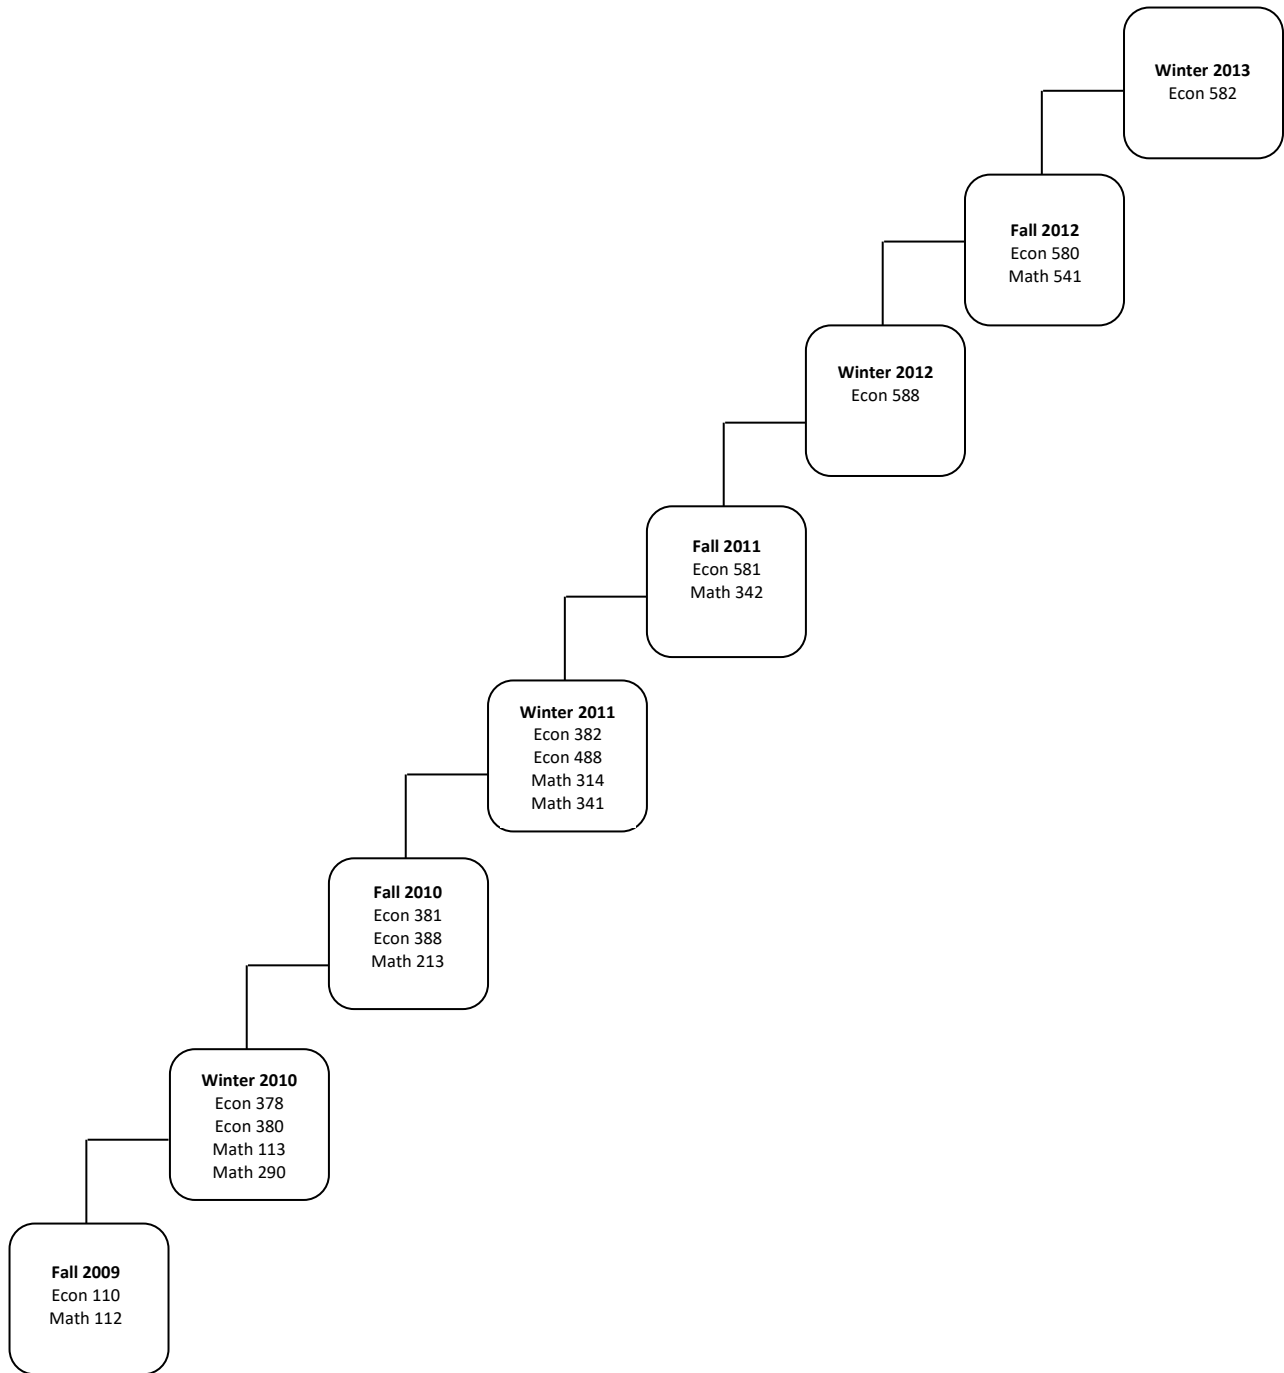 Winter 2013
Econ 582
Fall 2012
Econ 580
Math 541
Winter 2012
Econ 588
Fall 2011
Econ 581
Math 342
Winter 2011
Econ 382
Econ 488
Math 314
Math 341
Fall 2010
Econ 381
Econ 388
Math 213
Winter 2010
Econ 378
Econ 380
Math 113
Math 290
Fall 2009
Econ 110
Math 112